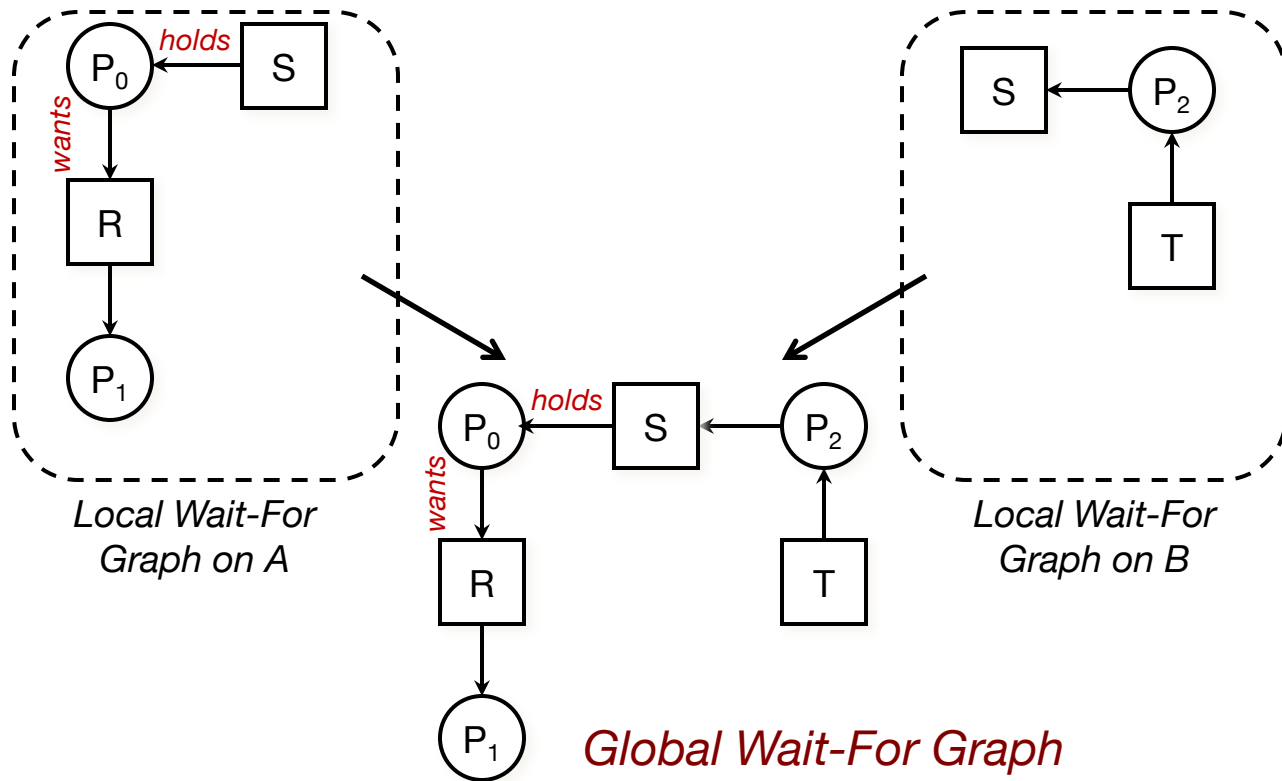 P0
holds
S
wants
R
P1
Local Wait-For
Graph on A
S
P2
T
Local Wait-For
Graph on B
P0
holds
S
P2
wants
R
T
P1
Global Wait-For Graph